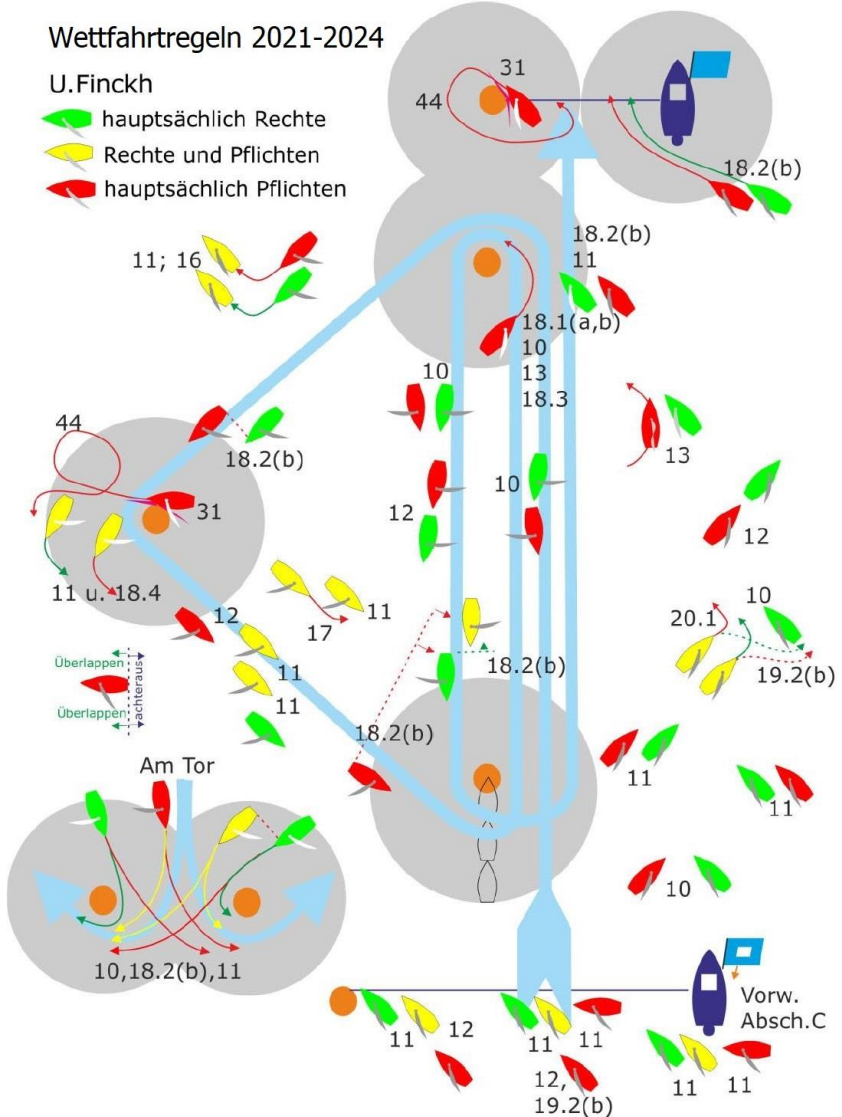 Wettfahrtregeln 2021-2024
U.Finckh
hauptsächlich Rechte
Rechte und Pflichten
hauptsächlich Pflichten
31
44
18.2(b)
11; 16
18.2(b)
11
18.1(a,b)
10
13
18.3
10
44
18.2(b)
13
31
12
10
12
11 u. 18.4
12
17
11
10
20.1
19.2(b)
18.2(b)
Überlappen
achteraus
Überlappen
11
11
18.2(b)
11
11
Am Tor
10
10,18.2(b),11
Vorw.
Absch.C
11
12
11
11
11
11
12,
19.2(b)